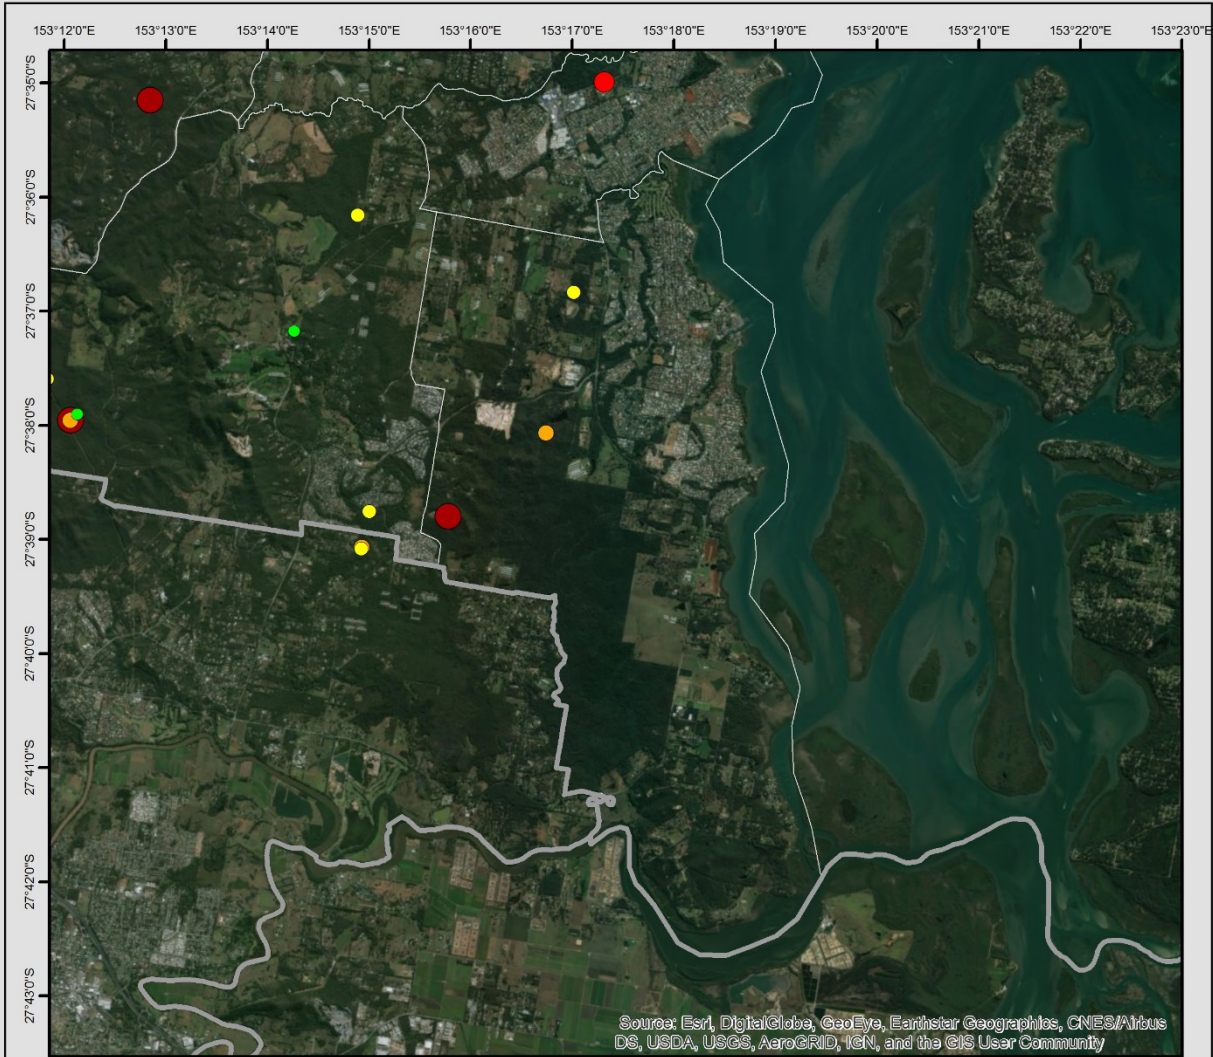 153°12'0"E 153°13'0"E 153°14'0"E 153°15'0"E 153°16'0"E 153°17'0"E 153°18'0"E 153°19'0"E 153°20'0"E 153°21'0"E 153°22'0"E 153°23'0"E
27°35'0"S
27°36'0"S
27°37'0"S
27°38'0"S
27°39'0"S
27°40'0"S
27°41'0"S
27°42'0"S
27°43'0"S
Source: Esri, DigitalGlobe, GeoEye, Earthstar Geographics, CNES/Airbus
DS, USDA, USGS, AeroGRID, IGN, and the GIS User Community